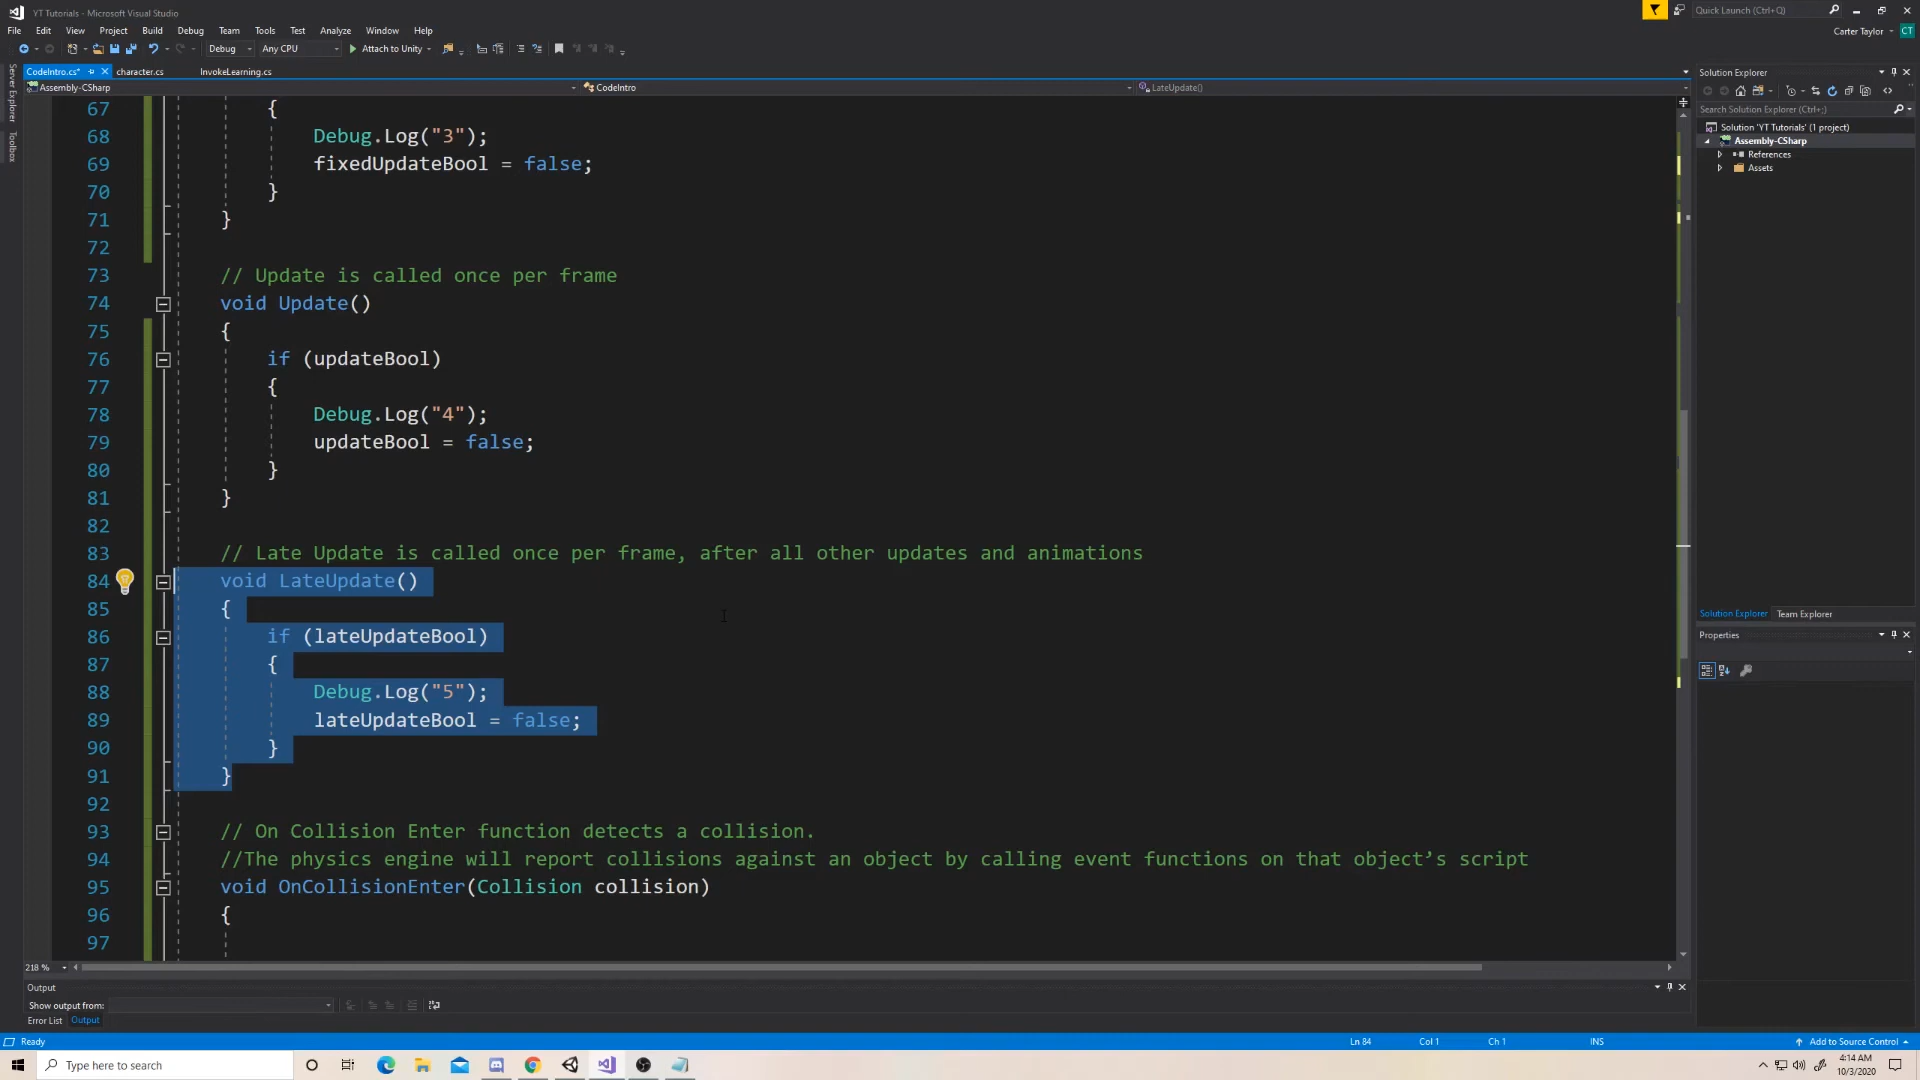 YT Tutorials - Microsoft Visual Studio
Quick Launch (Ctrl+Q)
File Edit View Project Build Debug Team Tools Test Analyze Window Help
Carter Taylor CT
Debug Any CPU Attach to Unity
CodeIntro.cs* character.cs InvokeLearning.cs
Assembly-CSharp CodeIntro LateUpdate()
Server Explorer
Toolbox
67 {
68 Debug.Log("3");
69 fixedUpdateBool = false;
70 }
71 }
72
73 // Update is called once per frame
74 void Update()
75 {
76 if (updateBool)
77 {
78 Debug.Log("4");
79 updateBool = false;
80 }
81 }
82
83 // Late Update is called once per frame, after all other updates and animations
84 void LateUpdate()
85 {
86 if (lateUpdateBool)
87 {
88 Debug.Log("5");
89 lateUpdateBool = false;
90 }
91 }
92
93 // On Collision Enter function detects a collision.
94 //The physics engine will report collisions against an object by calling event functions on that object’s script
95 void OnCollisionEnter(Collision collision)
96 {
97
218 %
Solution Explorer
Search Solution Explorer (Ctrl+;)
Solution 'YT Tutorials' (1 project)
Assembly-CSharp
References
Assets
Solution Explorer Team Explorer
Properties
Output
Show output from:
Error List Output
Ready Ln 84 Col 1 Ch 1 INS Add to Source Control
Type here to search
4:14 AM
10/3/2020